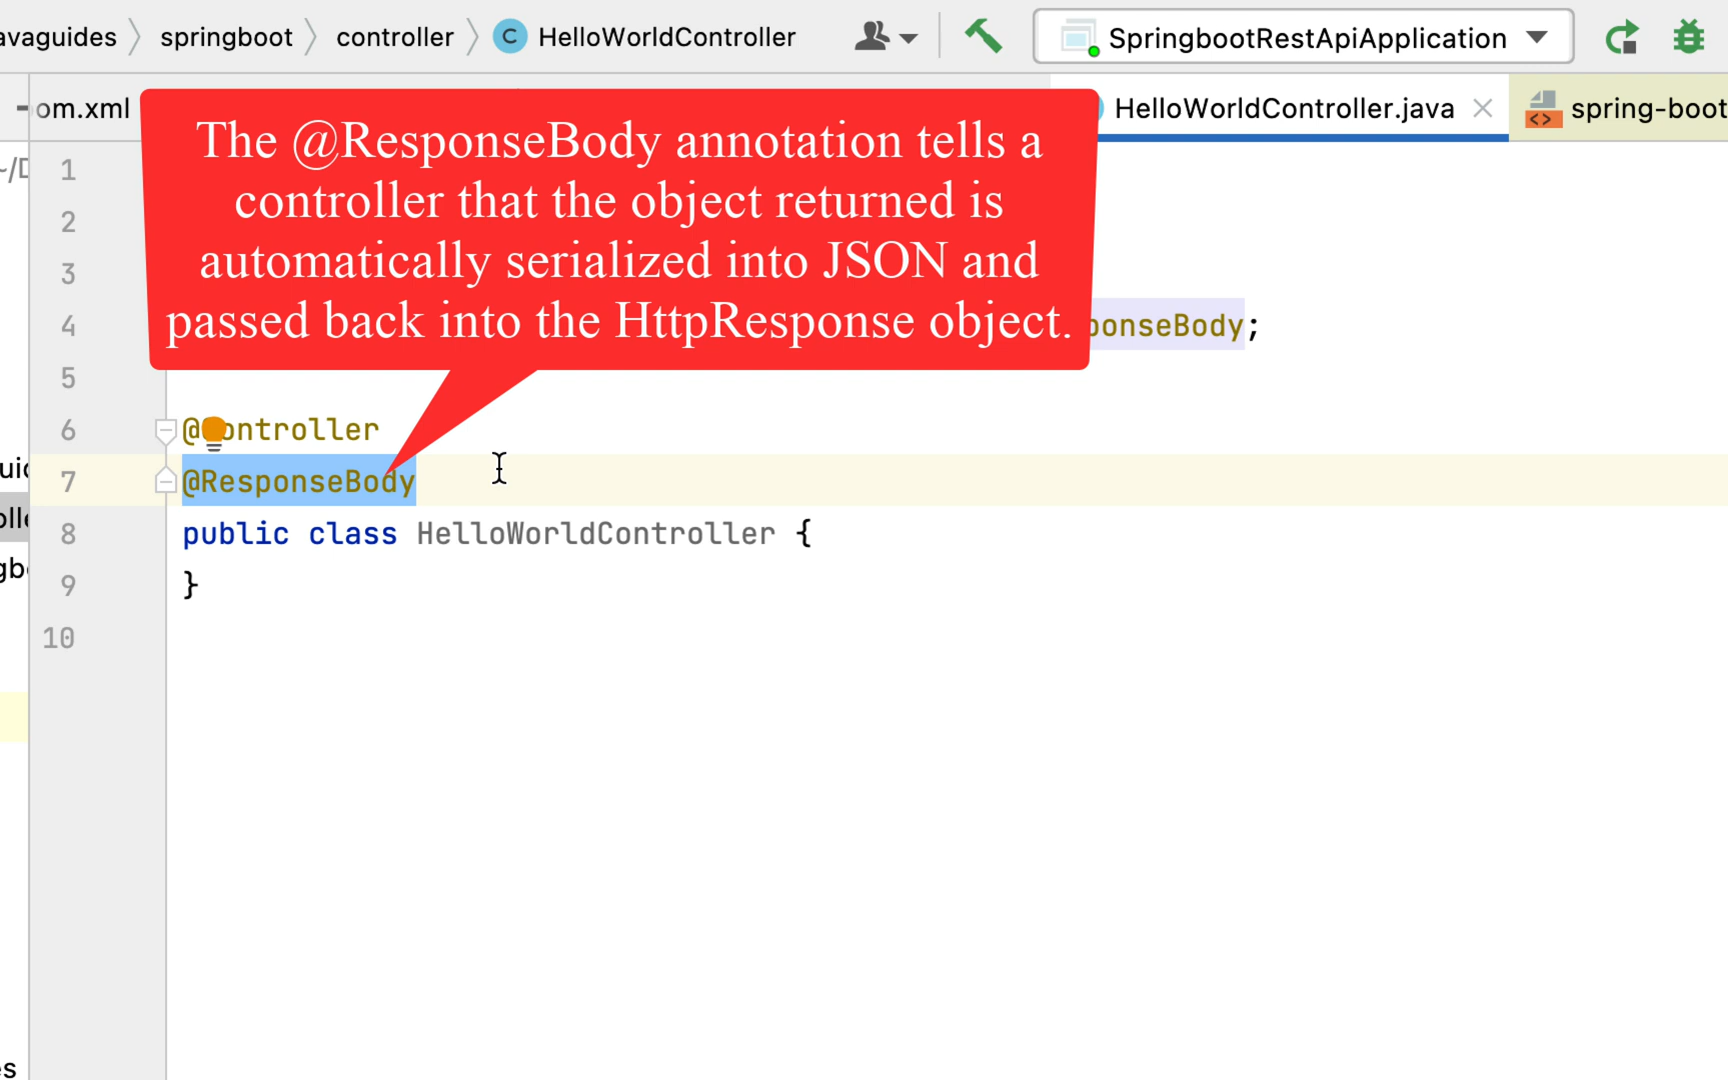 avaguides springboot controller C HelloWorldController SpringbootRestApiApplication
om.xml HelloWorldController.java spring-boot
The @ResponseBody annotation tells a
controller that the object returned is
automatically serialized into JSON and
passed back into the HttpResponse object.
1
2
3
4 ponseBody;
5
6 @Controller
7 @ResponseBody
8 public class HelloWorldController {
9 }
10